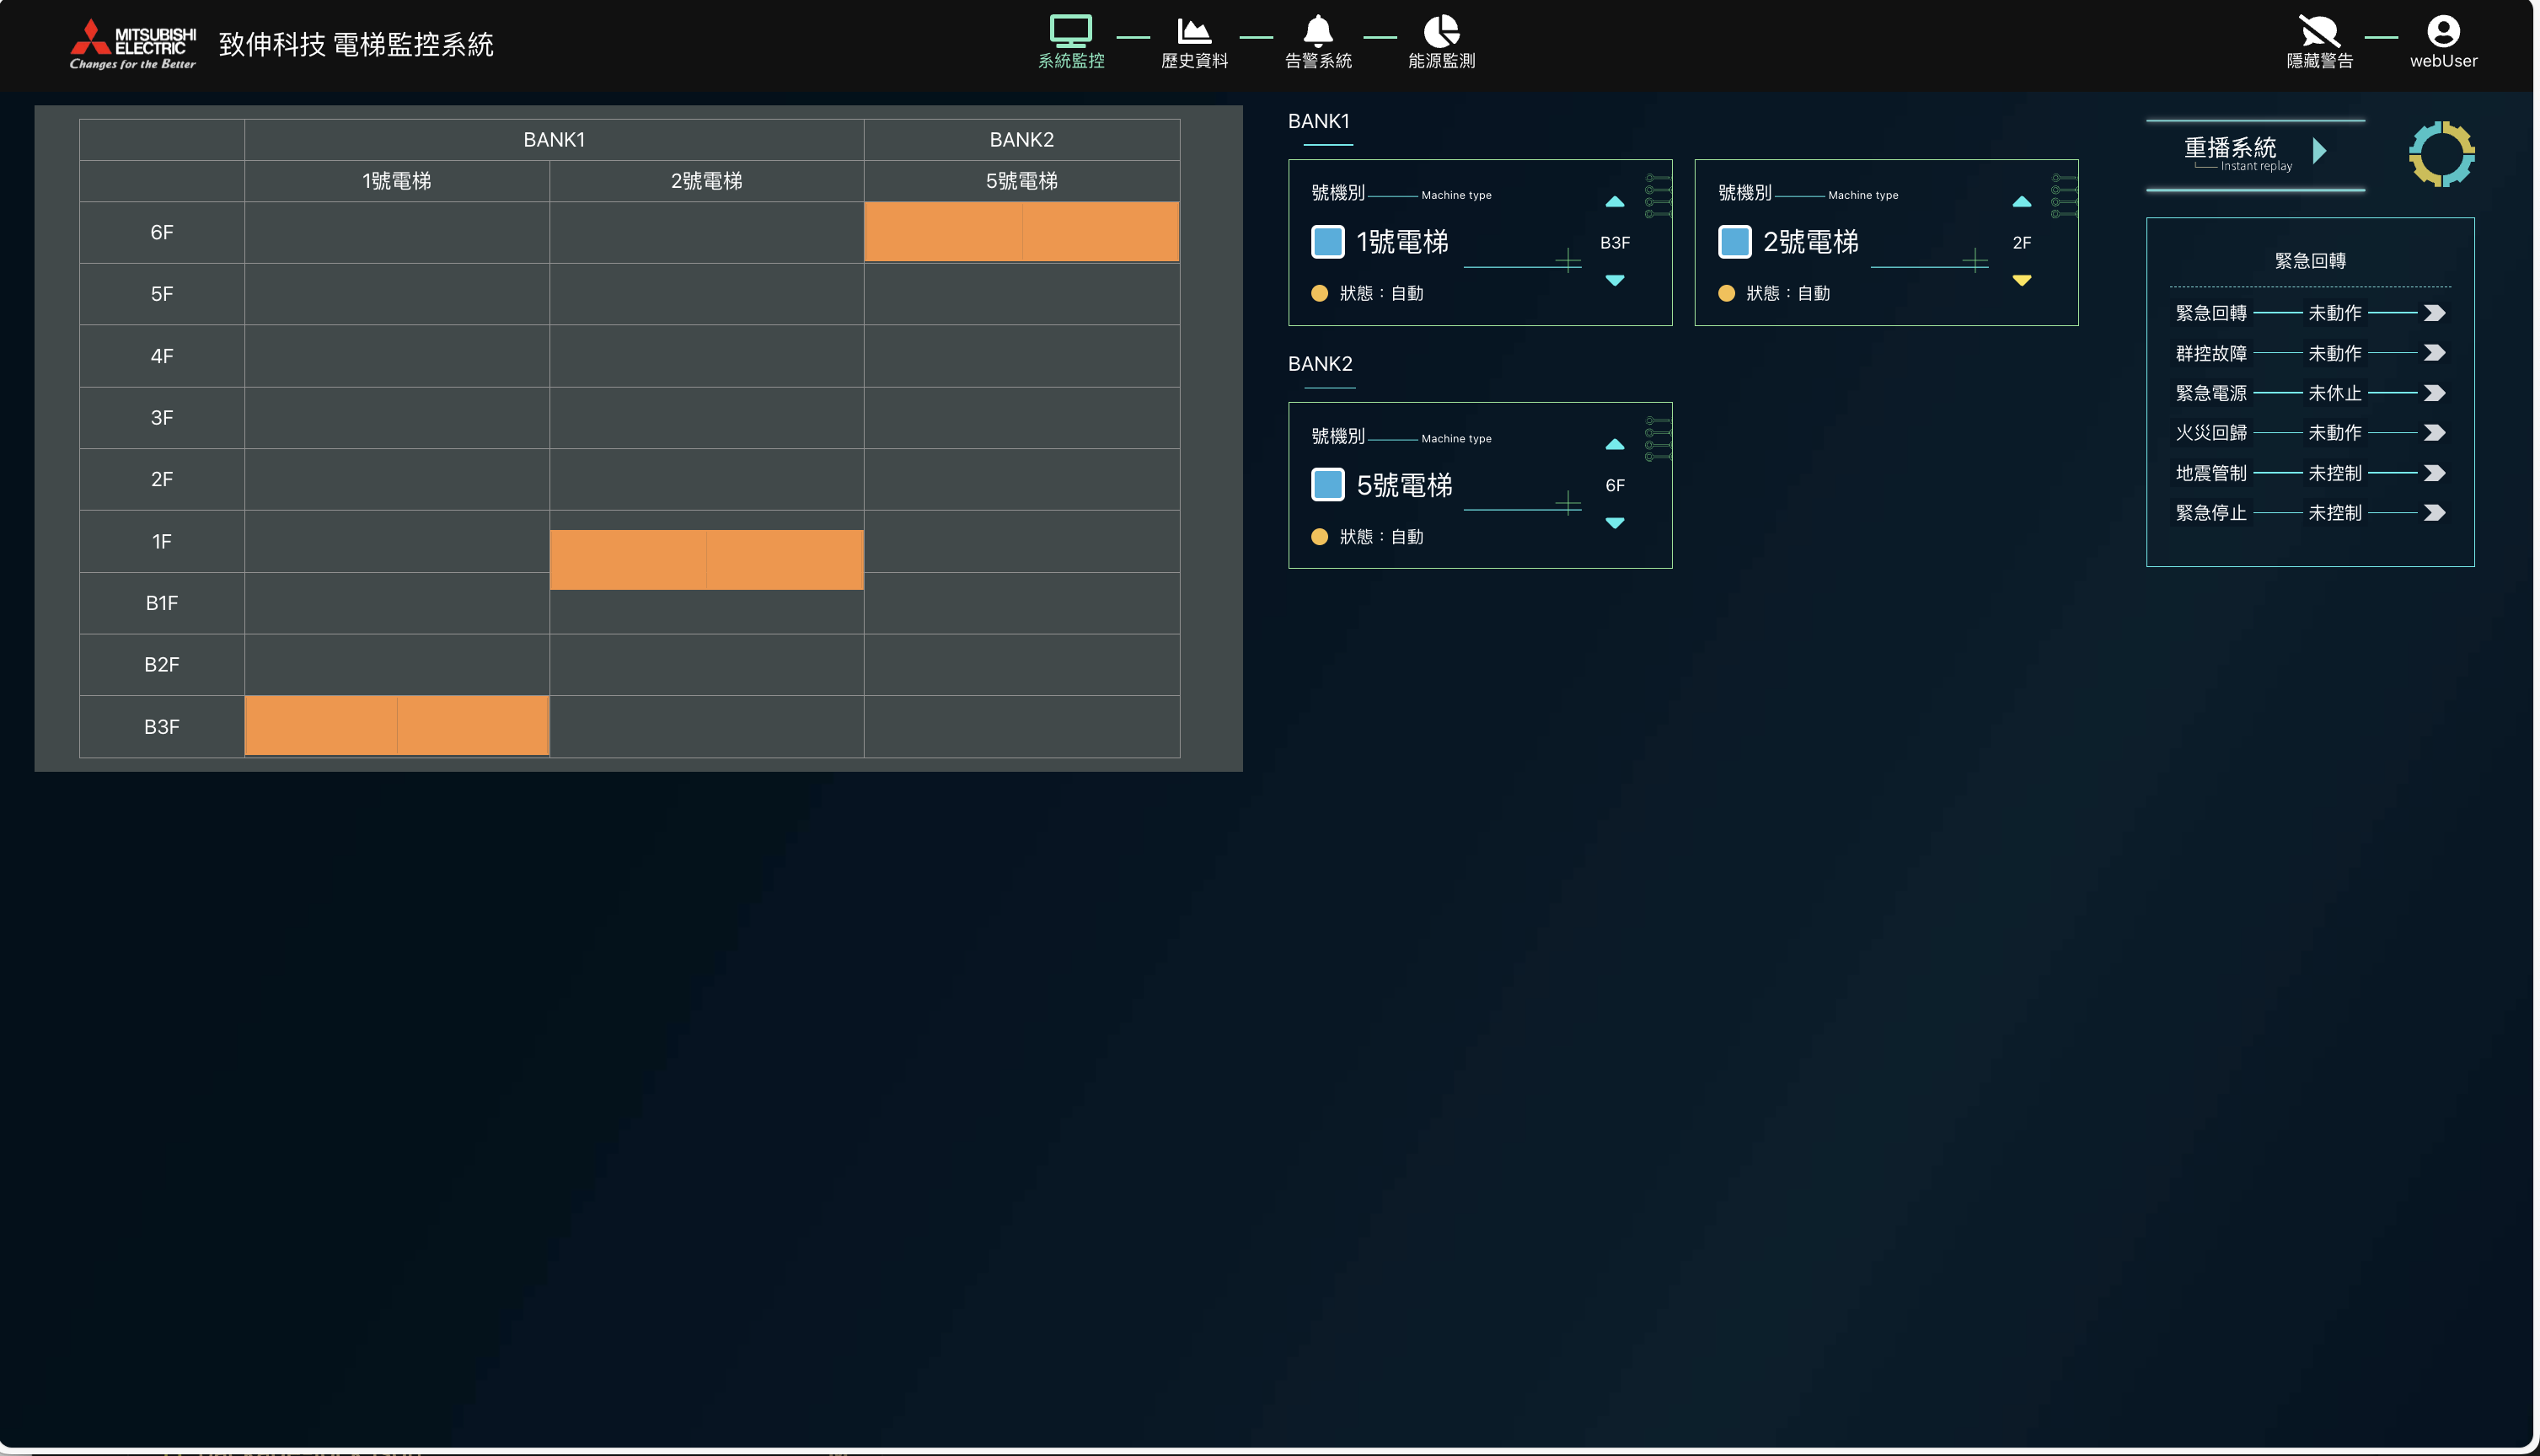 MITSUBISHI
ELECTRIC
Changes for the Better
致伸科技 電梯監控系統
系統監控
歷史資料
告警系統
能源監測
隱藏警告
webUser
BANK1 BANK2
1號電梯 2號電梯 5號電梯
6F
5F
4F
3F
2F
1F
B1F
B2F
B3F
BANK1
號機別 Machine type
1號電梯
B3F
狀態：自動
號機別 Machine type
2號電梯
2F
狀態：自動
BANK2
號機別 Machine type
5號電梯
6F
狀態：自動
重播系統
Instant replay
緊急回轉
緊急回轉 未動作
群控故障 未動作
緊急電源 未休止
火災回歸 未動作
地震管制 未控制
緊急停止 未控制